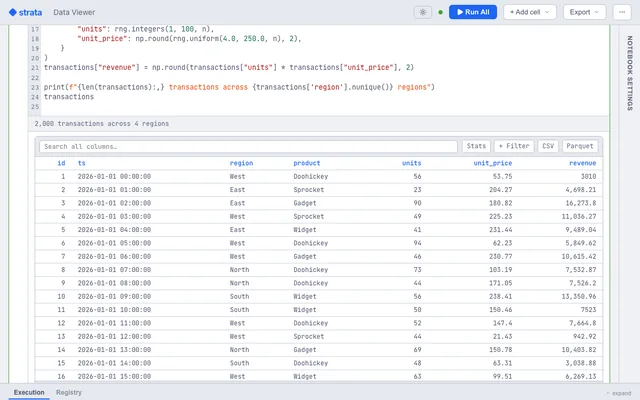 strata
Data Viewer
Run All
+ Add cell
Export
17 "units": rng.integers(1, 100, n),
18 "unit_price": np.round(rng.uniform(4.0, 250.0, n), 2),
19 }
20 )
21 transactions["revenue"] = np.round(transactions["units"] * transactions["unit_price"], 2)
22
23 print(f"{len(transactions):,} transactions across {transactions['region'].nunique()} regions")
24 transactions
25
2,000 transactions across 4 regions
Search all columns… Stats + Filter CSV Parquet
id ts region product units unit_price revenue
1 2026-01-01 00:00:00 West Doohickey 56 53.75 3010
2 2026-01-01 01:00:00 East Sprocket 23 204.27 4,698.21
3 2026-01-01 02:00:00 East Gadget 90 180.82 16,273.8
4 2026-01-01 03:00:00 West Sprocket 49 225.23 11,036.27
5 2026-01-01 04:00:00 East Widget 41 231.44 9,489.04
6 2026-01-01 05:00:00 West Doohickey 94 62.23 5,849.62
7 2026-01-01 06:00:00 West Gadget 46 230.77 10,615.42
8 2026-01-01 07:00:00 North Doohickey 73 103.19 7,532.87
9 2026-01-01 08:00:00 North Doohickey 44 171.05 7,526.2
10 2026-01-01 09:00:00 South Widget 56 238.41 13,350.96
11 2026-01-01 10:00:00 South Widget 50 150.46 7523
12 2026-01-01 11:00:00 West Doohickey 52 147.4 7,664.8
13 2026-01-01 12:00:00 West Sprocket 44 21.43 942.92
14 2026-01-01 13:00:00 North Gadget 69 150.78 10,403.82
15 2026-01-01 14:00:00 South Doohickey 48 63.31 3,038.88
16 2026-01-01 15:00:00 West Widget 63 99.51 6,269.13
NOTEBOOK SETTINGS
Execution Registry
expand